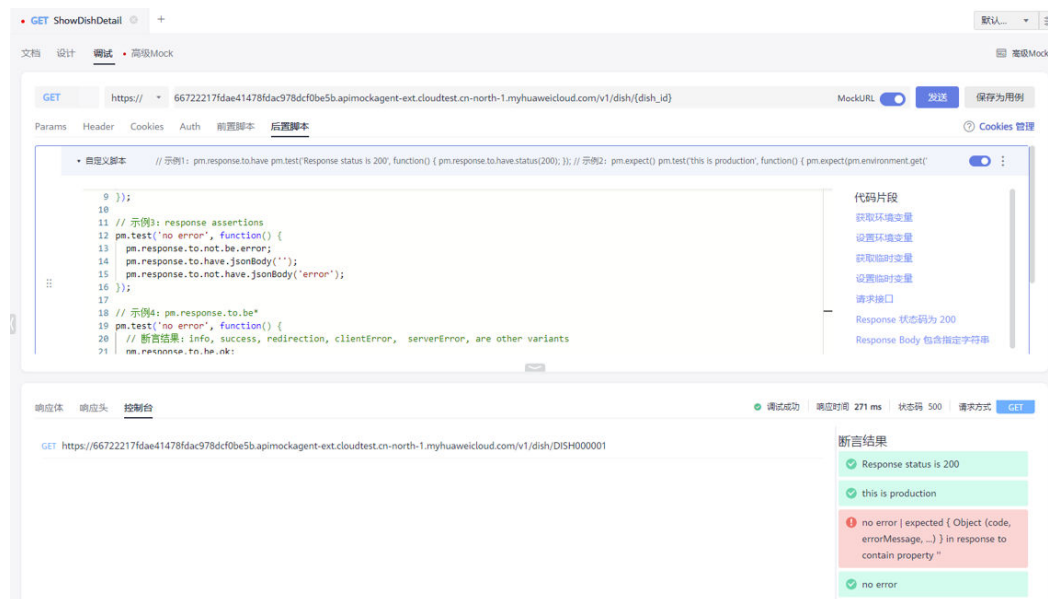 GET ShowDishDetail
默认...
文档 设计 调试 高级Mock 高级Mock
GET https:// 66722217fdae41478fdac978dcf0be5b.apimockagent-ext.cloudtest.cn-north-1.myhuaweicloud.com/v1/dish/{dish_id} MockURL 发送 保存为用例
Params Header Cookies Auth 前置脚本 后置脚本 Cookies 管理
自定义脚本 // 示例1: pm.response.to.have pm.test('Response status is 200', function() { pm.response.to.have.status(200); }); // 示例2: pm.expect() pm.test('this is production', function() { pm.expect(pm.environment.get('
9 });
10
11 // 示例3: response assertions
12 pm.test('no error', function() {
13 pm.response.to.not.be.error;
14 pm.response.to.have.jsonBody('');
15 pm.response.to.not.have.jsonBody('error');
16 });
17
18 // 示例4: pm.response.to.be*
19 pm.test('no error', function() {
20 // 断言结果: info, success, redirection, clientError, serverError, are other variants
21 pm.response.to.be.ok;
代码片段
获取环境变量
设置环境变量
获取临时变量
设置临时变量
请求接口
Response 状态码为 200
Response Body 包含指定字符串
响应体 响应头 控制台 调试成功 响应时间 271 ms 状态码 500 请求方式 GET
GET https://66722217fdae41478fdac978dcf0be5b.apimockagent-ext.cloudtest.cn-north-1.myhuaweicloud.com/v1/dish/DISH000001
断言结果
Response status is 200
this is production
no error | expected { Object (code,
errorMessage, ...) } in response to
contain property ''
no error